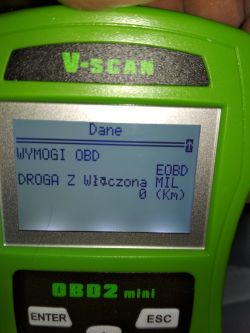 V-SCAN
Dane
WYMOGI OBD
EOBD
DROGA Z Włączona MIL
0 (Km)
OBD2 mini
ENTER
ESC